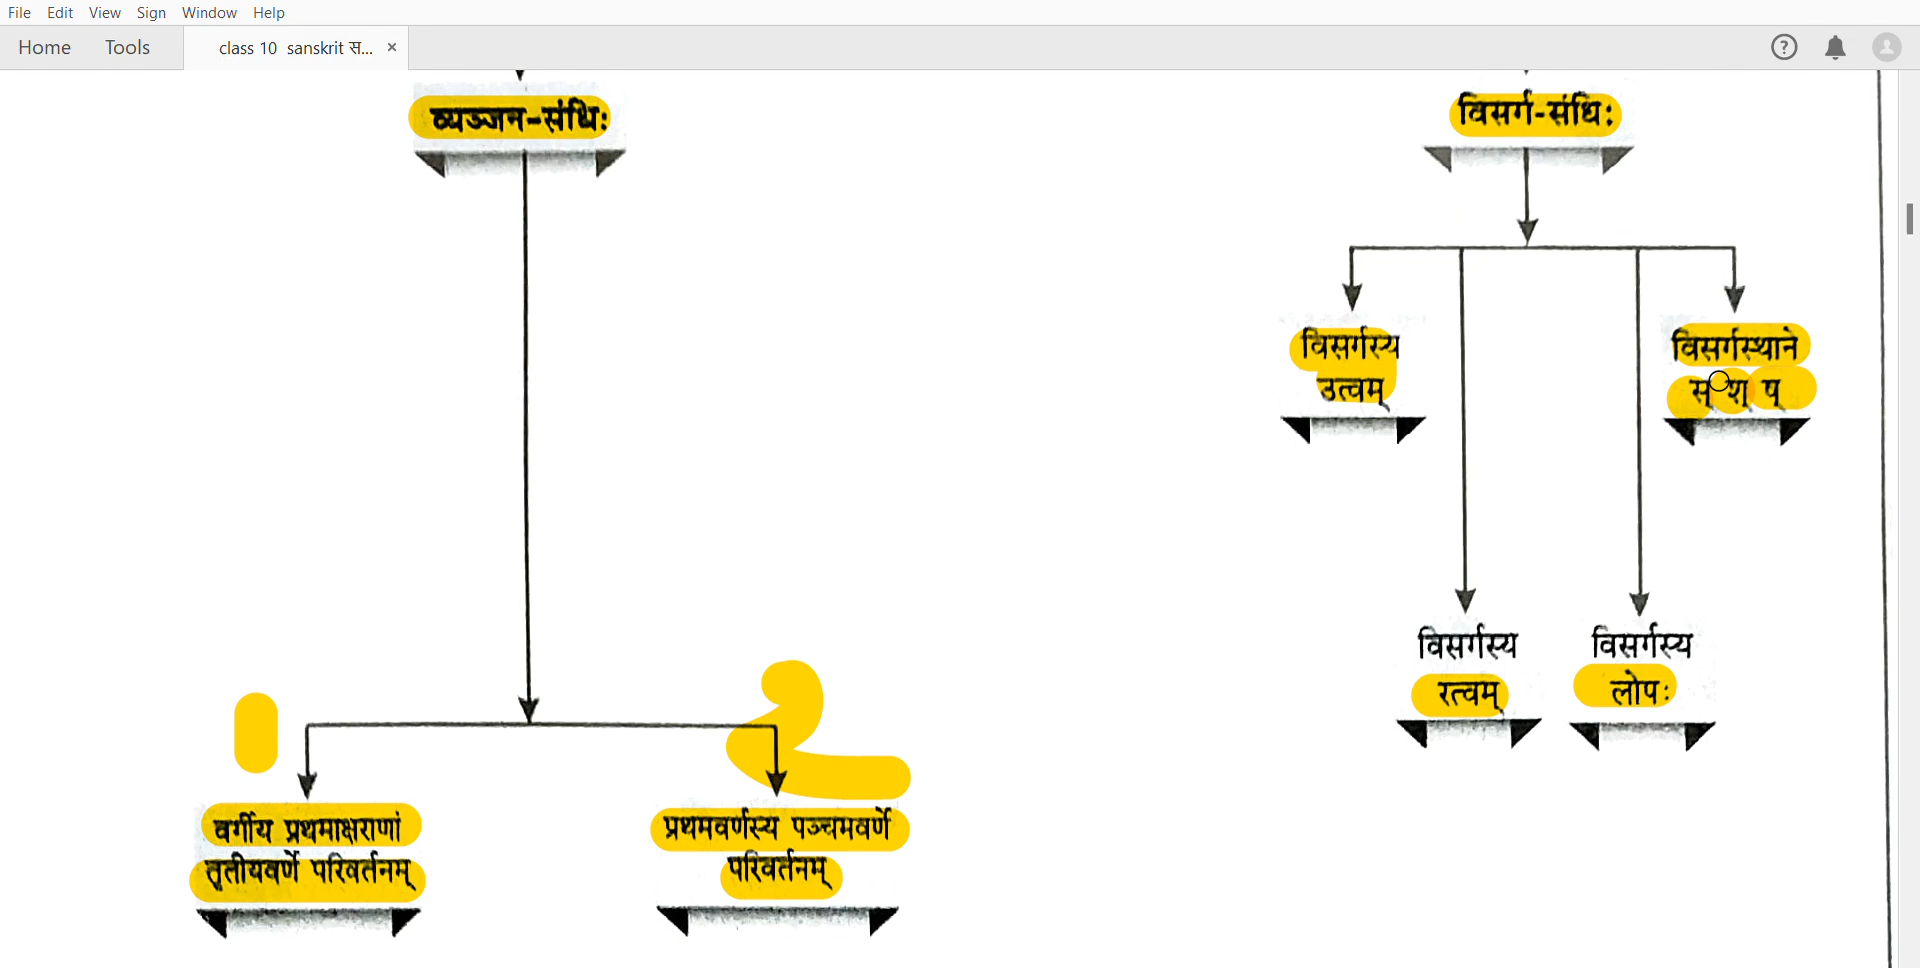 File Edit View Sign Window Help
Home Tools class 10 sanskrit स... ×
व्यञ्जन-संधिः
विसर्ग-संधिः
विसर्गस्य
उत्वम्
विसर्गस्थाने
स् श् ष्
विसर्गस्य
रत्वम्
विसर्गस्य
लोपः
वर्गीय प्रथमाक्षराणां
तृतीयवर्णे परिवर्तनम्
प्रथमवर्णस्य पञ्चमवर्णे
परिवर्तनम्